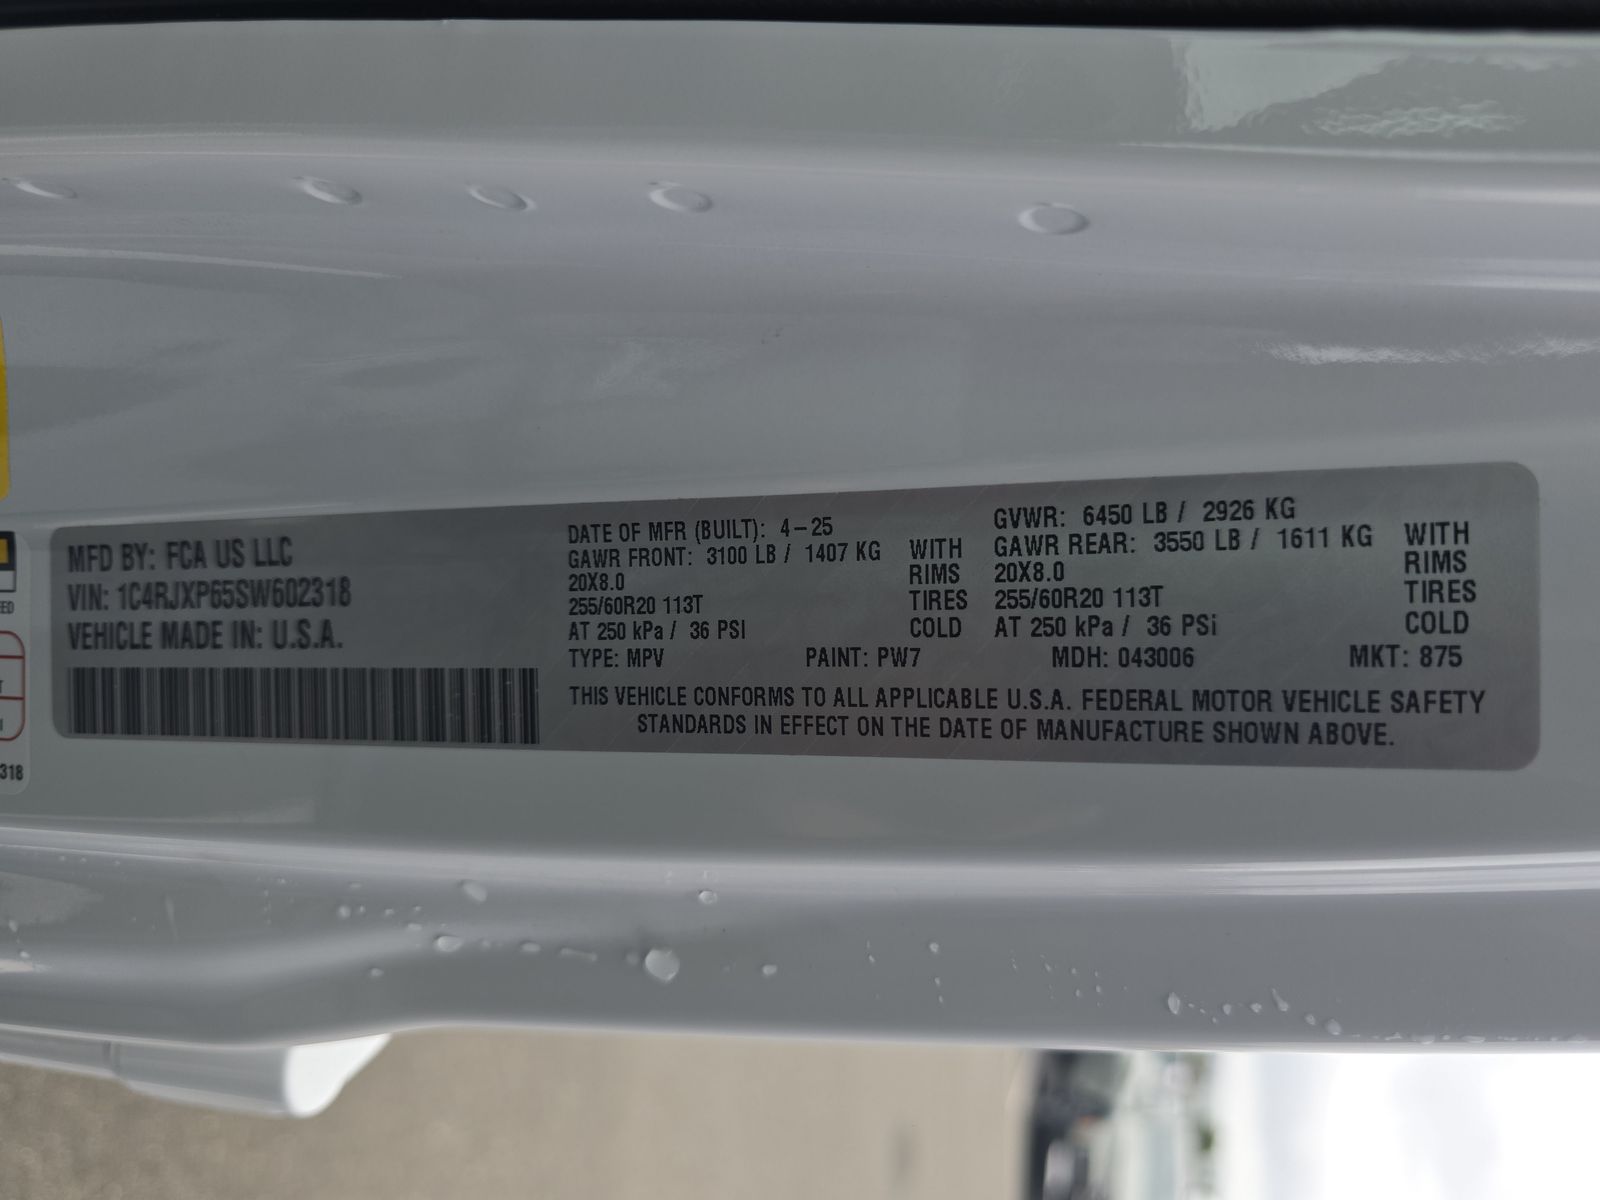 MFD BY: FCA US LLC
VIN: 1C4RJXP65SW602318
VEHICLE MADE IN: U.S.A.
DATE OF MFR (BUILT): 4-25
GAWR FRONT: 3100 LB / 1407 KG WITH
20X8.0 RIMS
255/60R20 113T TIRES
AT 250 kPa / 36 PSI COLD
GVWR: 6450 LB / 2926 KG
GAWR REAR: 3550 LB / 1611 KG WITH
20X8.0 RIMS
255/60R20 113T TIRES
AT 250 kPa / 36 PSi COLD
TYPE: MPV PAINT: PW7 MDH: 043006 MKT: 875
THIS VEHICLE CONFORMS TO ALL APPLICABLE U.S.A. FEDERAL MOTOR VEHICLE SAFETY
STANDARDS IN EFFECT ON THE DATE OF MANUFACTURE SHOWN ABOVE.
318